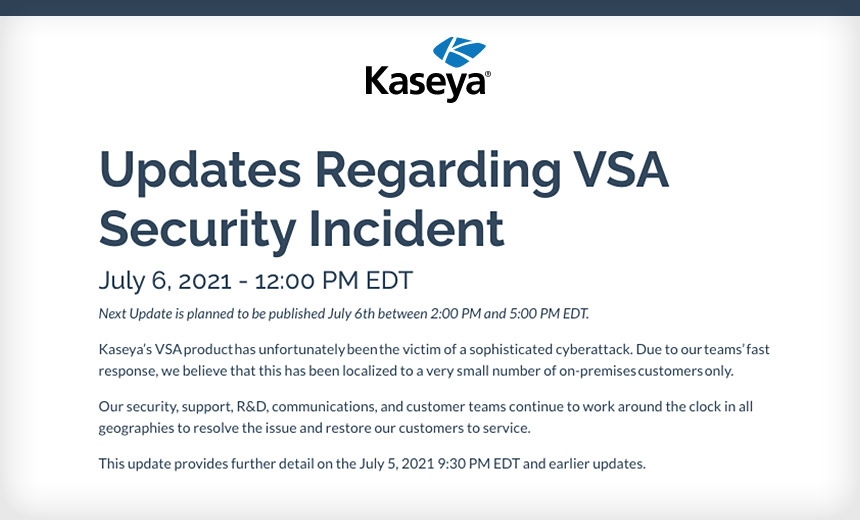 Kaseya®
Updates Regarding VSA
Security Incident
July 6, 2021 - 12:00 PM EDT
Next Update is planned to be published July 6th between 2:00 PM and 5:00 PM EDT.
Kaseya's VSA product has unfortunately been the victim of a sophisticated cyberattack. Due to our teams' fast
response, we believe that this has been localized to a very small number of on-premises customers only.
Our security, support, R&D, communications, and customer teams continue to work around the clock in all
geographies to resolve the issue and restore our customers to service.
This update provides further detail on the July 5, 2021 9:30 PM EDT and earlier updates.